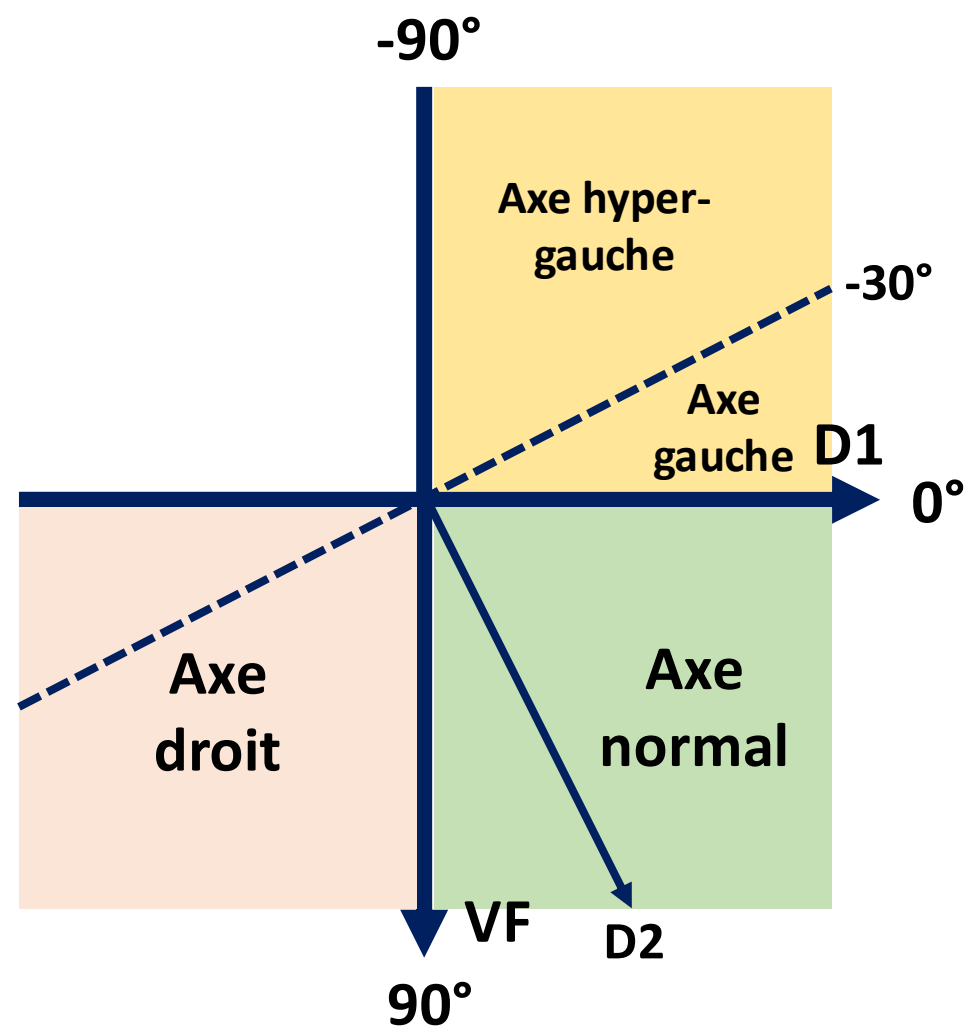 -90°
Axe hyper-
gauche
-30°
Axe
gauche
D1
0°
Axe
droit
Axe
normal
VF
D2
90°